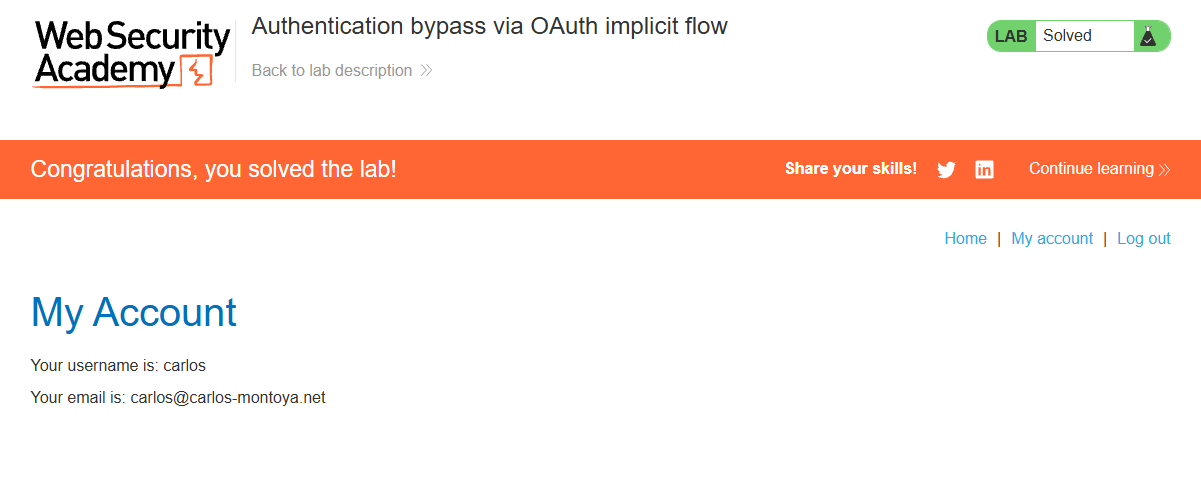 Web Security
Academy
Authentication bypass via OAuth implicit flow
Back to lab description
LAB Solved
Congratulations, you solved the lab!
Share your skills!
Continue learning
Home | My account | Log out
My Account
Your username is: carlos
Your email is: carlos@carlos-montoya.net